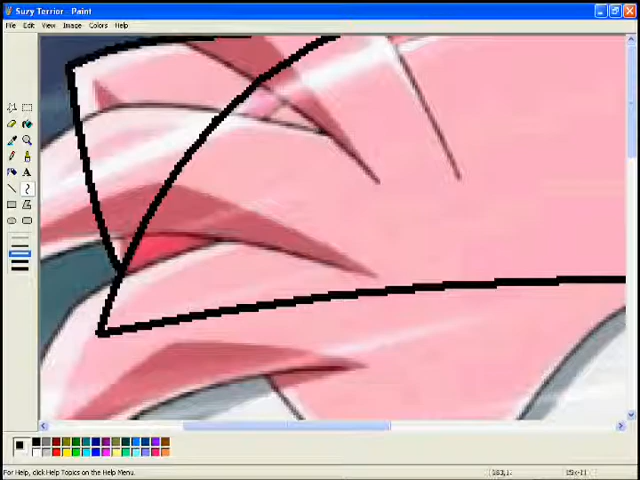 Suzy Terrior - Paint
File Edit View Image Colors Help
A
For Help, click Help Topics on the Help Menu.